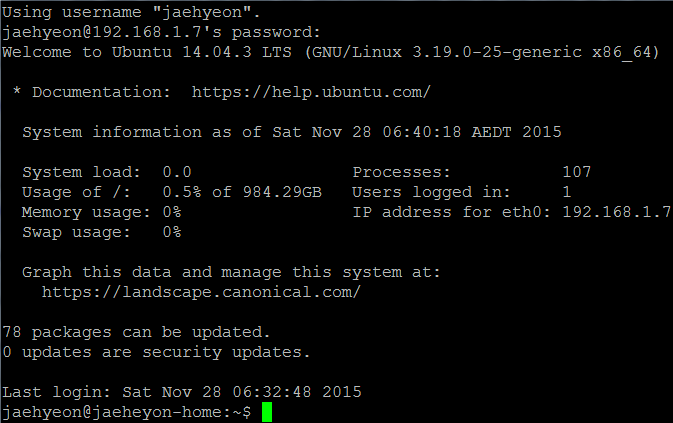 Using username "jaehyeon".
jaehyeon@192.168.1.7's password:
Welcome to Ubuntu 14.04.3 LTS (GNU/Linux 3.19.0-25-generic x86_64)

 * Documentation:  https://help.ubuntu.com/

  System information as of Sat Nov 28 06:40:18 AEDT 2015

  System load:  0.0                Processes:           107
  Usage of /:   0.5% of 984.29GB   Users logged in:     1
  Memory usage: 0%                 IP address for eth0: 192.168.1.7
  Swap usage:   0%

  Graph this data and manage this system at:
    https://landscape.canonical.com/

78 packages can be updated.
0 updates are security updates.

Last login: Sat Nov 28 06:32:48 2015
jaehyeon@jaeheyon-home:~$